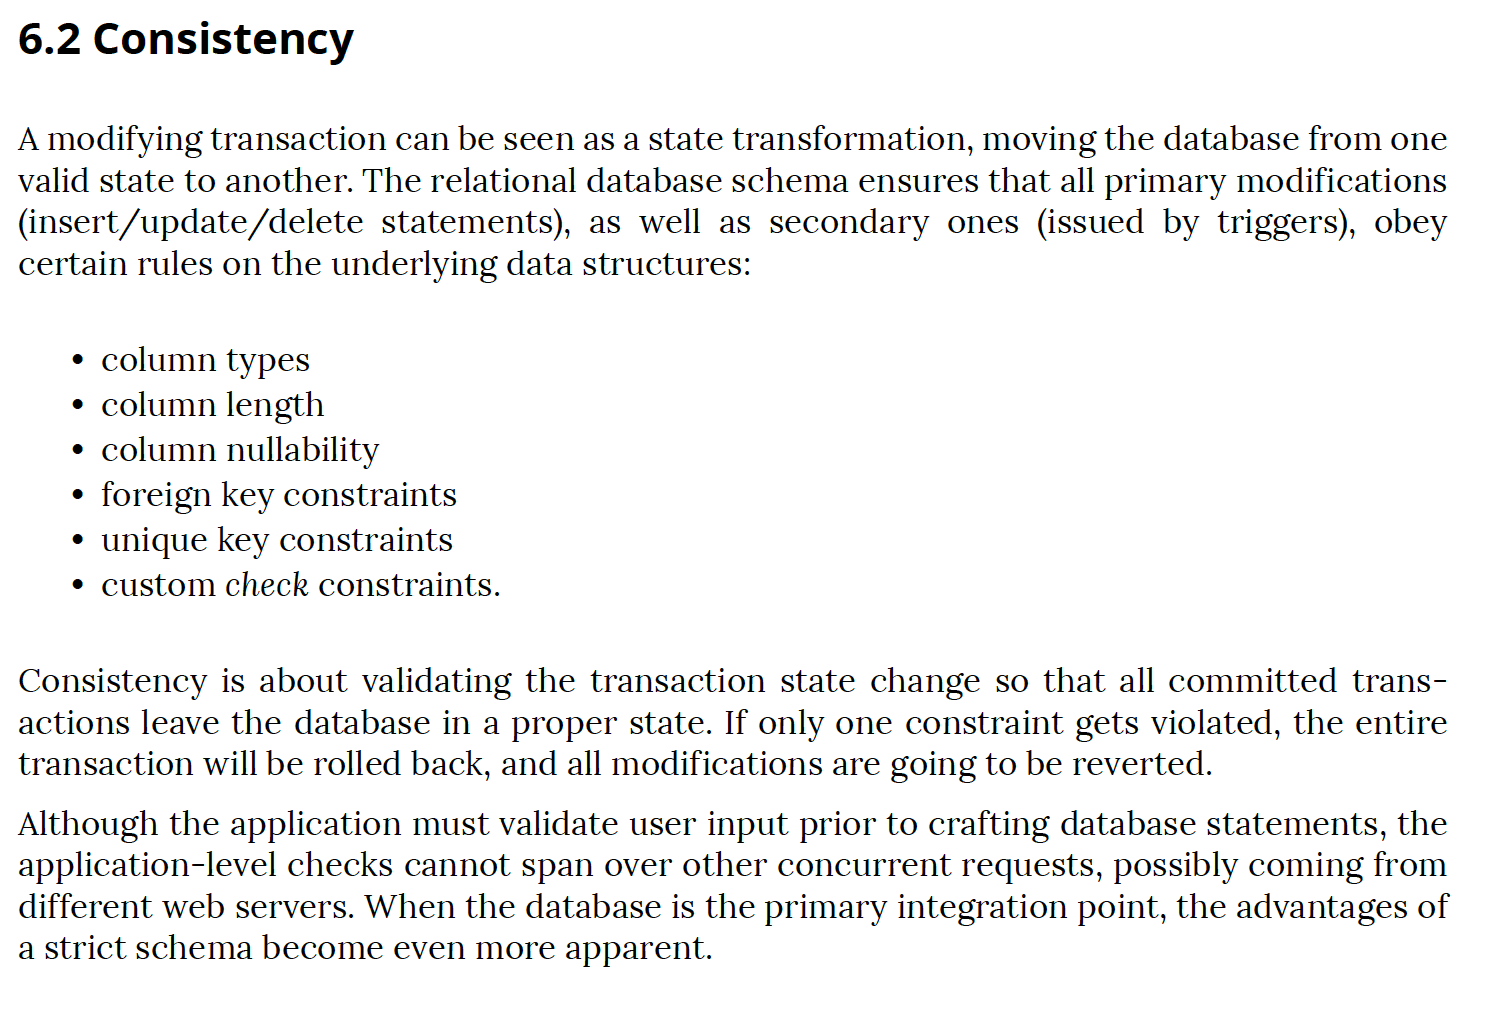 6.2 Consistency
A modifying transaction can be seen as a state transformation, moving the database from one
valid state to another. The relational database schema ensures that all primary modifications
(insert/update/delete statements), as well as secondary ones (issued by triggers), obey
certain rules on the underlying data structures:
• column types
• column length
• column nullability
• foreign key constraints
• unique key constraints
• custom check constraints.
Consistency is about validating the transaction state change so that all committed trans-
actions leave the database in a proper state. If only one constraint gets violated, the entire
transaction will be rolled back, and all modifications are going to be reverted.
Although the application must validate user input prior to crafting database statements, the
application-level checks cannot span over other concurrent requests, possibly coming from
different web servers. When the database is the primary integration point, the advantages of
a strict schema become even more apparent.